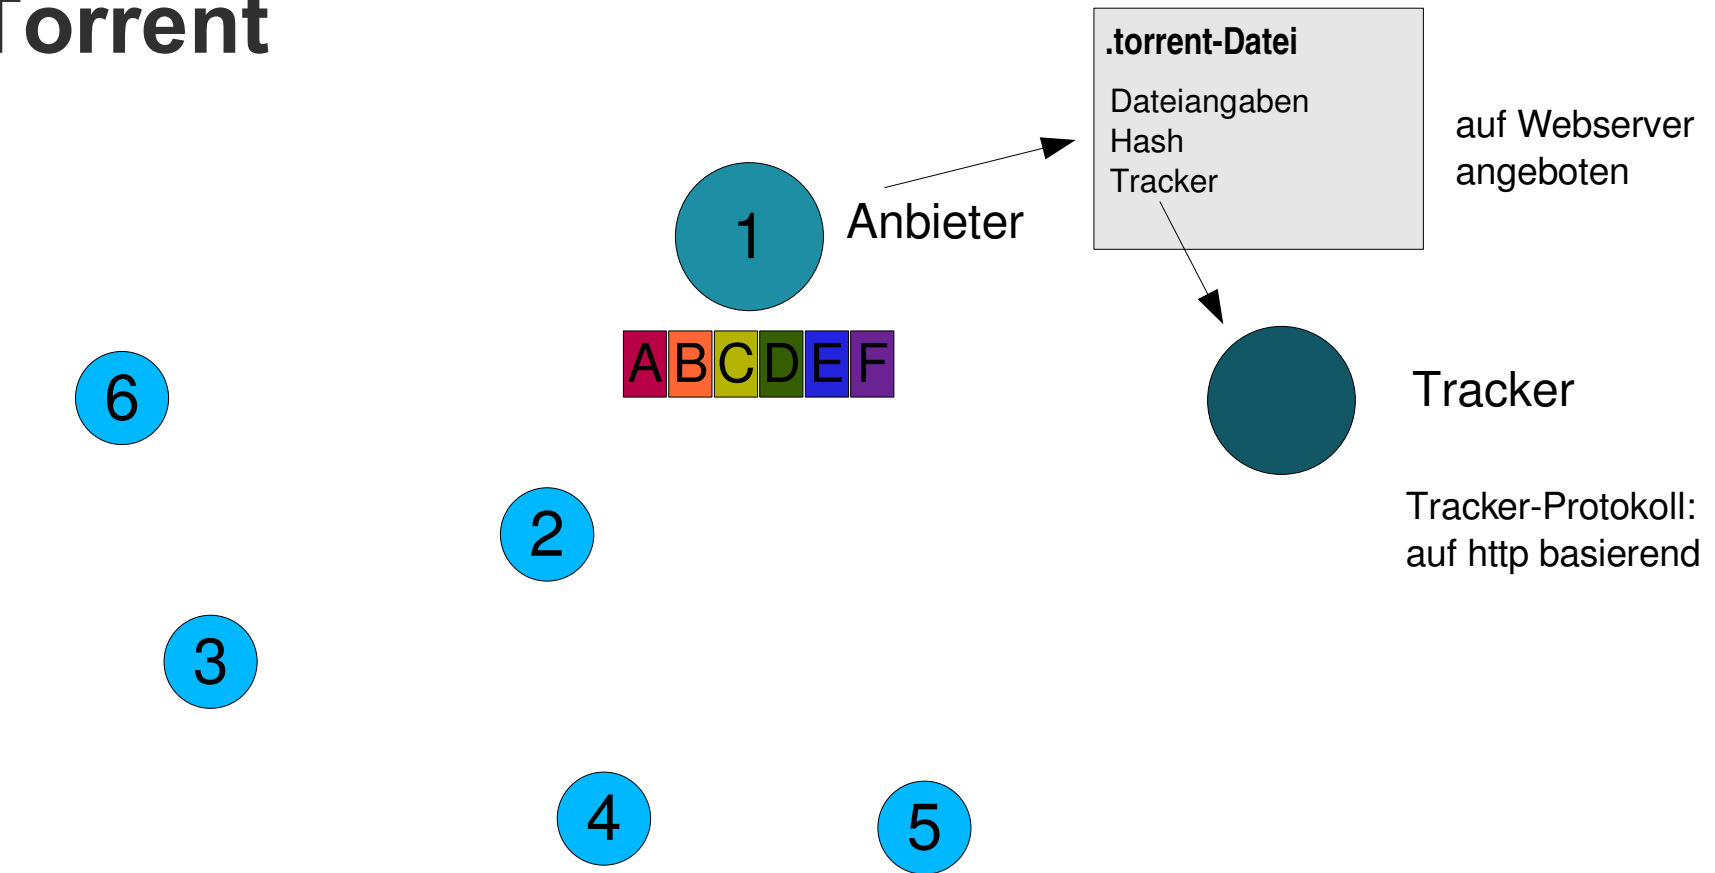 Torrent
.torrent-Datei
Dateiangaben
Hash
Tracker
auf Webserver
angeboten
1
Anbieter
A B C D E F
6
Tracker
2
Tracker-Protokoll:
auf http basierend
3
4
5